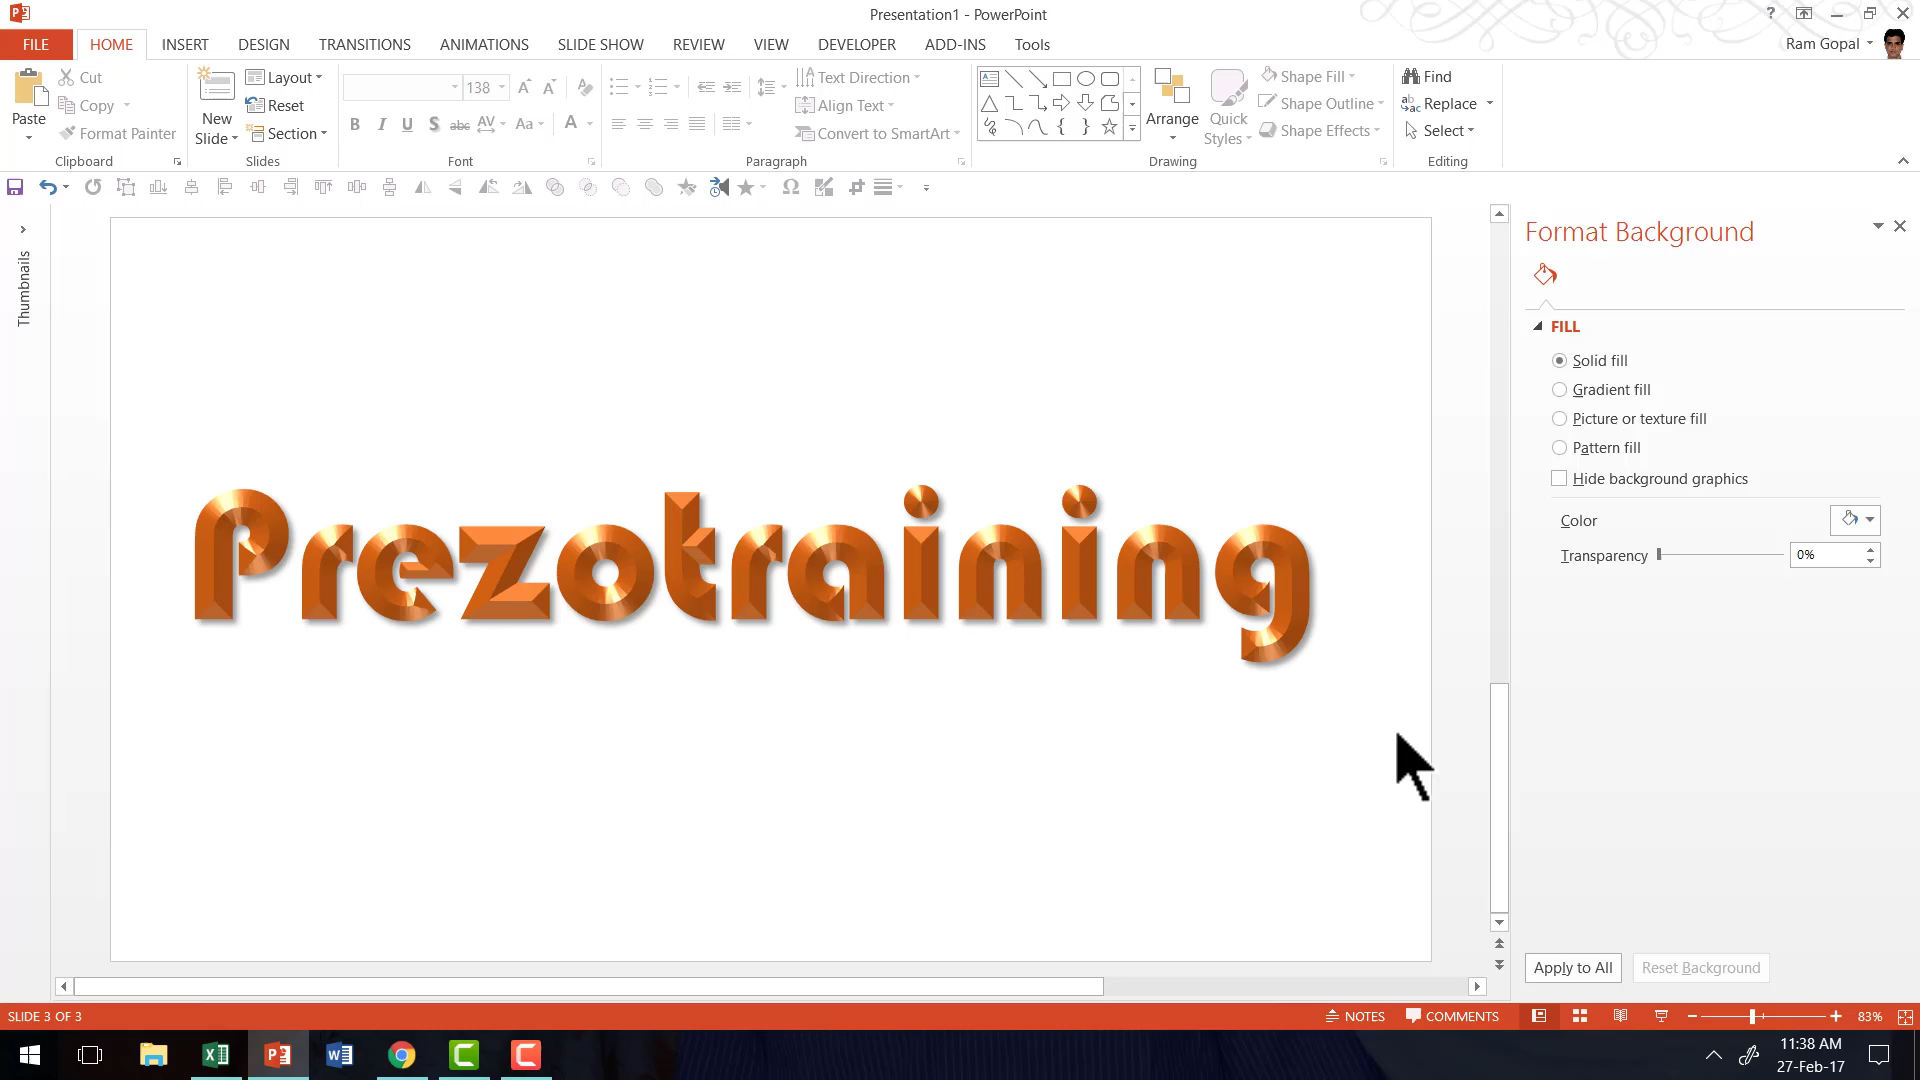 Presentation1 - PowerPoint
?
FILE HOME INSERT DESIGN TRANSITIONS ANIMATIONS SLIDE SHOW REVIEW VIEW DEVELOPER ADD-INS Tools Ram Gopal
Paste
Cut
Copy
Format Painter
Clipboard
New
Slide
Layout
Reset
Section
Slides
138
B I U S abc AV Aa A
Font
Text Direction
Align Text
Convert to SmartArt
Paragraph
Arrange
Quick
Styles
Shape Fill
Shape Outline
Shape Effects
Drawing
Find
Replace
Select
Editing
Thumbnails
Prezotraining
Format Background
FILL
Solid fill
Gradient fill
Picture or texture fill
Pattern fill
Hide background graphics
Color
Transparency 0%
Apply to All Reset Background
SLIDE 3 OF 3 NOTES COMMENTS 83%
11:38 AM
27-Feb-17